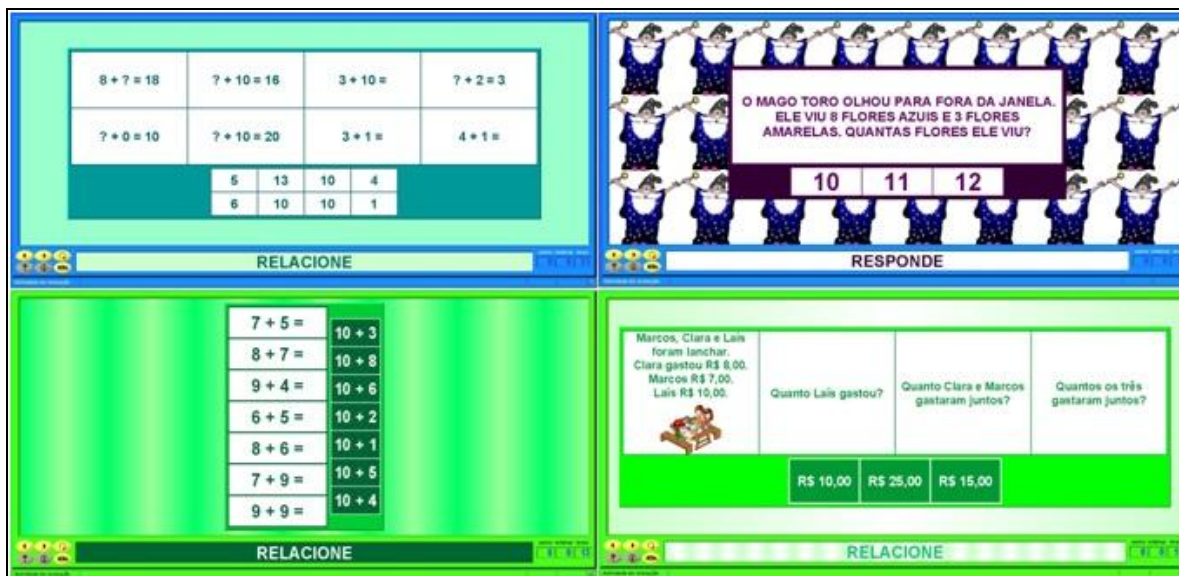 8 + ? = 18
? + 10 = 16
3 + 10 =
? + 2 = 3
? + 0 = 10
? + 10 = 20
3 + 1 =
4 + 1 =
5 13 10 4
6 10 10 1
RELACIONE
O MAGO TORO OLHOU PARA FORA DA JANELA.
ELE VIU 8 FLORES AZUIS E 3 FLORES
AMARELAS. QUANTAS FLORES ELE VIU?
10 11 12
RESPONDE
7 + 5 =
8 + 7 =
9 + 4 =
6 + 5 =
8 + 6 =
7 + 9 =
9 + 9 =
10 + 3
10 + 8
10 + 6
10 + 2
10 + 1
10 + 5
10 + 4
RELACIONE
Marcos, Clara e Lais
foram lanchar.
Clara gastou R$ 8,00.
Marcos R$ 7,00.
Lais R$ 10,00.
Quanto Lais gastou?
Quanto Clara e Marcos
gastaram juntos?
Quantos os três
gastaram juntos?
R$ 10,00 R$ 25,00 R$ 15,00
RELACIONE